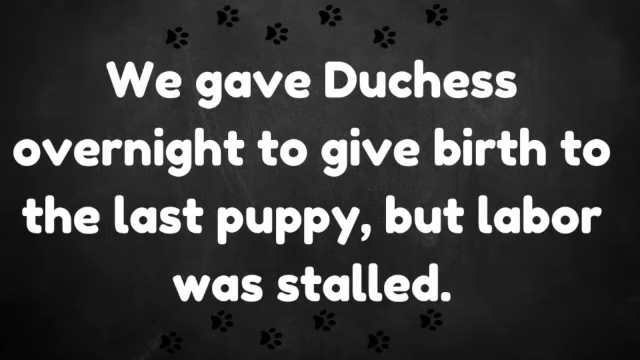 We gave Duchess
overnight to give birth to
the last puppy, but labor
was stalled.